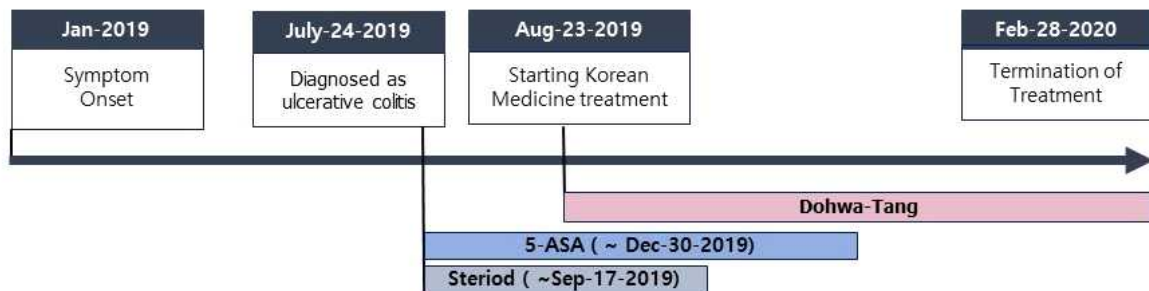 Jan-2019
Symptom
Onset
July-24-2019
Diagnosed as
ulcerative colitis
Aug-23-2019
Starting Korean
Medicine treatment
Feb-28-2020
Termination of
Treatment
Dohwa-Tang
5-ASA ( ~ Dec-30-2019)
Steriod ( ~Sep-17-2019)